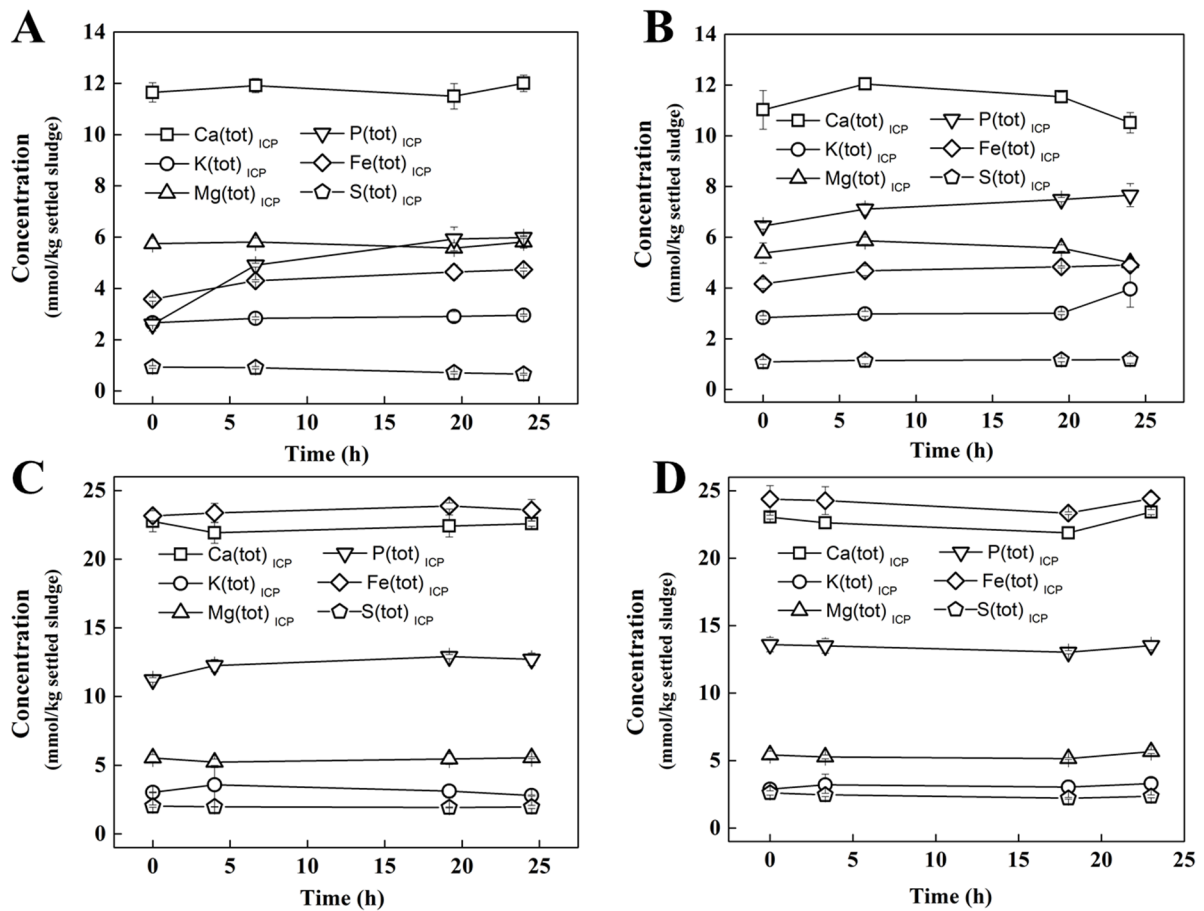 A
14
12
10
8
6
4
2
0
Concentration
(mmol/kg settled sludge)
Ca(tot) ICP
P(tot) ICP
K(tot) ICP
Fe(tot) ICP
Mg(tot) ICP
S(tot) ICP
0 5 10 15 20 25
Time (h)
B
14
12
10
8
6
4
2
0
Concentration
(mmol/kg settled sludge)
Ca(tot) ICP
P(tot) ICP
K(tot) ICP
Fe(tot) ICP
Mg(tot) ICP
S(tot) ICP
0 5 10 15 20 25
Time (h)
C
25
20
15
10
5
0
Concentration
(mmol/kg settled sludge)
Ca(tot) ICP
P(tot) ICP
K(tot) ICP
Fe(tot) ICP
Mg(tot) ICP
S(tot) ICP
0 5 10 15 20 25
Time (h)
D
25
20
15
10
5
0
Concentration
(mmol/kg settled sludge)
Ca(tot) ICP
P(tot) ICP
K(tot) ICP
Fe(tot) ICP
Mg(tot) ICP
S(tot) ICP
0 5 10 15 20 25
Time (h)